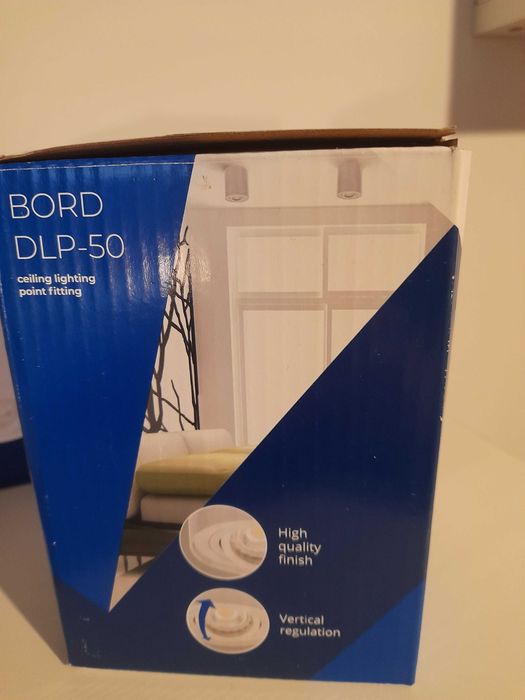 BORD
DLP-50
ceiling lighting
point fitting
High
quality
finish
Vertical
regulation